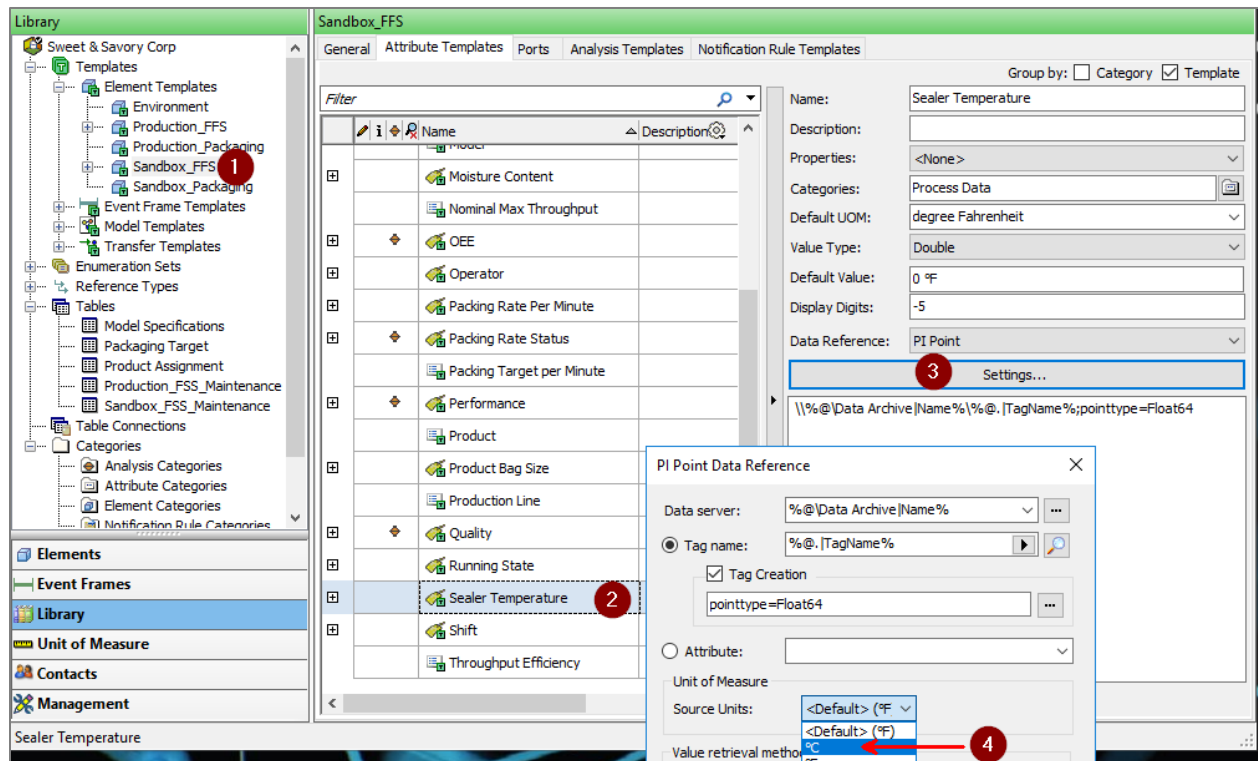 Library
Sweet & Savory Corp
Templates
Element Templates
Environment
Production_FFS
Production_Packaging
Sandbox_FFS
1
Sandbox_Packaging
Event Frame Templates
Model Templates
Transfer Templates
Enumeration Sets
Reference Types
Tables
Model Specifications
Packaging Target
Product Assignment
Production_FSS_Maintenance
Sandbox_FSS_Maintenance
Table Connections
Categories
Analysis Categories
Attribute Categories
Element Categories
Notification Rule Categories
Elements
Event Frames
Library
Unit of Measure
Contacts
Management
Sealer Temperature
Sandbox_FFS
General Attribute Templates Ports Analysis Templates Notification Rule Templates
Group by: Category Template
Filter
Name Description
Model
Moisture Content
Nominal Max Throughput
OEE
Operator
Packing Rate Per Minute
Packing Rate Status
Packing Target per Minute
Performance
Product
Product Bag Size
Production Line
Quality
Running State
Sealer Temperature 2
Shift
Throughput Efficiency
Name: Sealer Temperature
Description:
Properties: <None>
Categories: Process Data
Default UOM: degree Fahrenheit
Value Type: Double
Default Value: 0 °F
Display Digits: -5
Data Reference: PI Point
3 Settings...
\\%@\Data Archive|Name%\%@.|TagName%;pointtype=Float64
PI Point Data Reference
Data server: %@\Data Archive|Name% ...
Tag name: %@.|TagName%
Tag Creation
pointtype=Float64 ...
Attribute:
Unit of Measure
Source Units: <Default> (°F
<Default> (°F)
°C 4
Value retrieval metho
°F